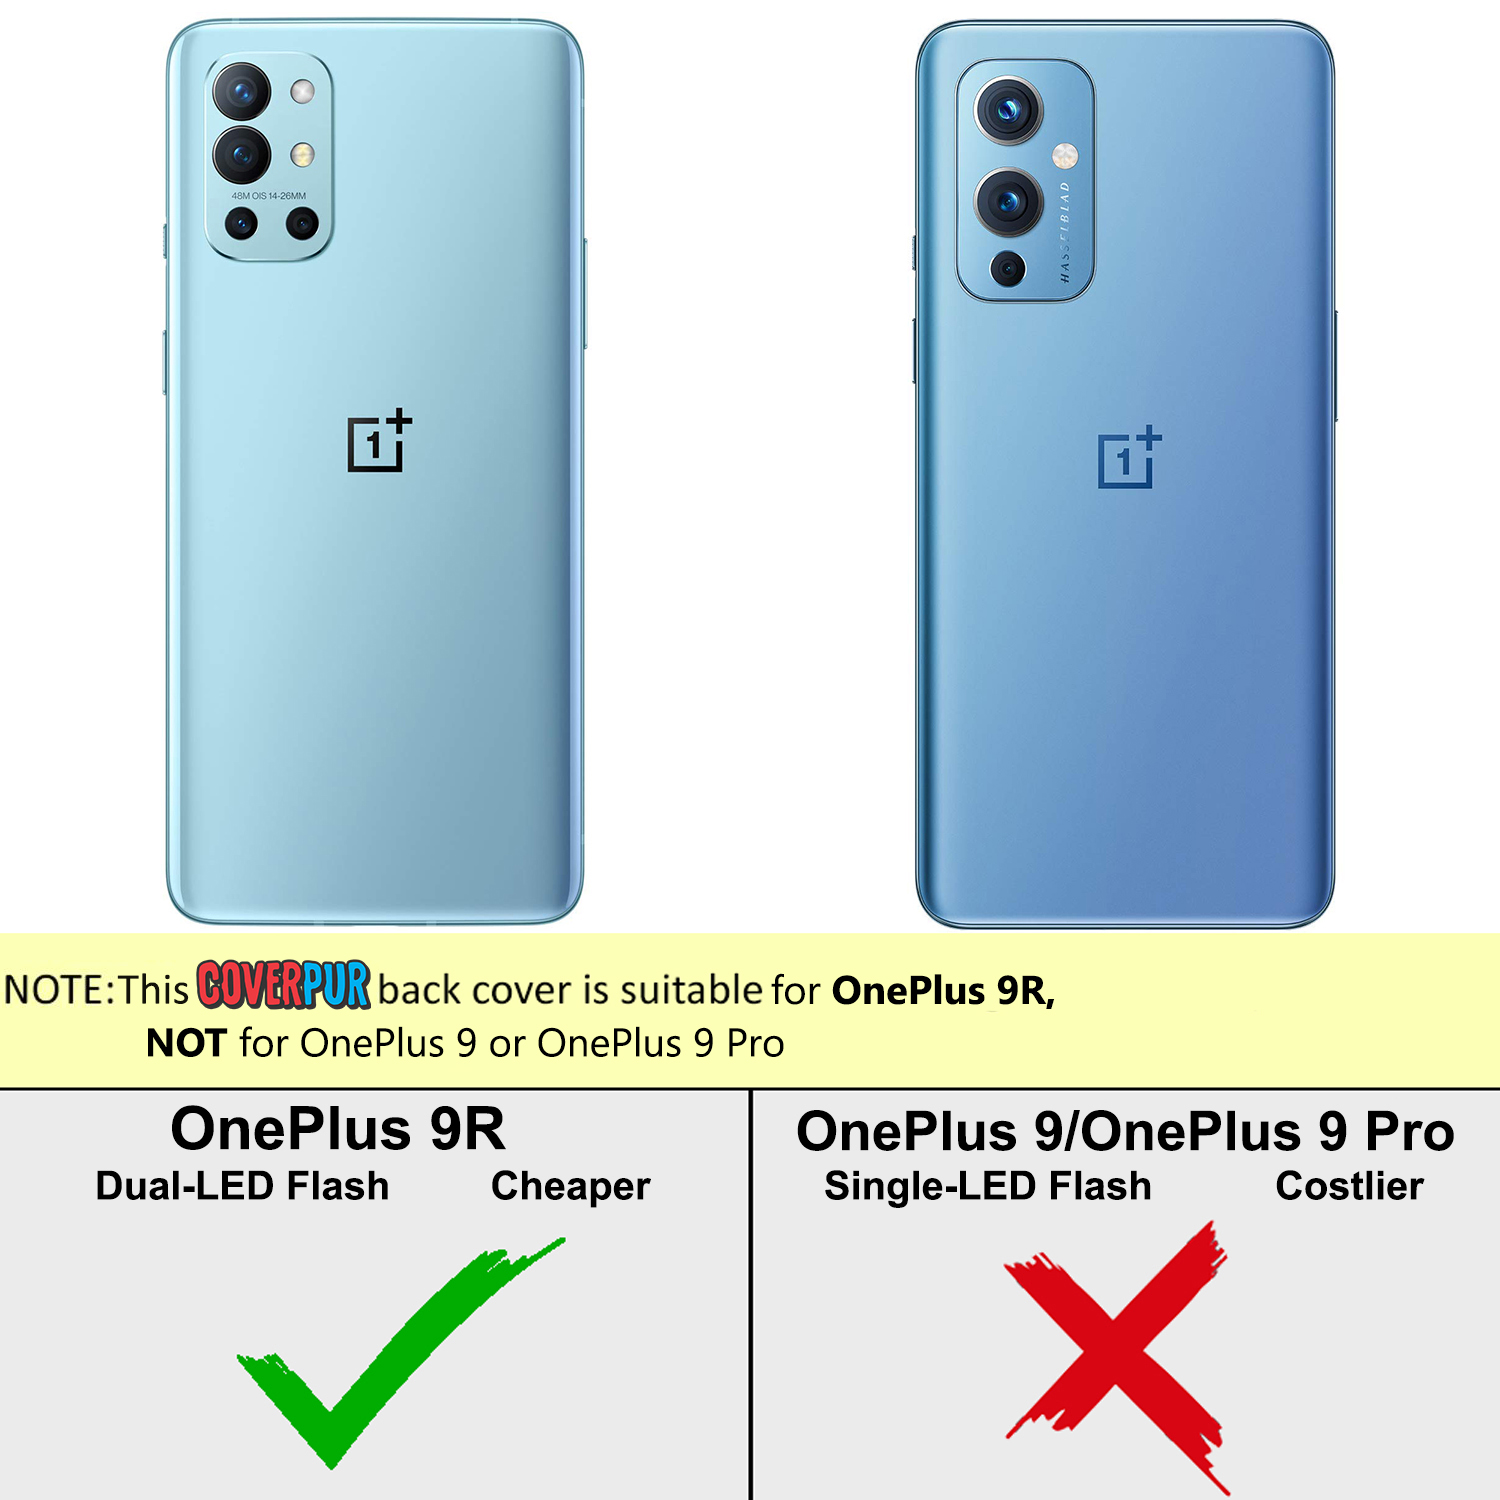 48M OIS 14-26MM
HASSELBLAD
1+
1+
NOTE: This COVERPUR back cover is suitable for OnePlus 9R,
NOT for OnePlus 9 or OnePlus 9 Pro
OnePlus 9R
Dual-LED Flash Cheaper
OnePlus 9/OnePlus 9 Pro
Single-LED Flash Costlier